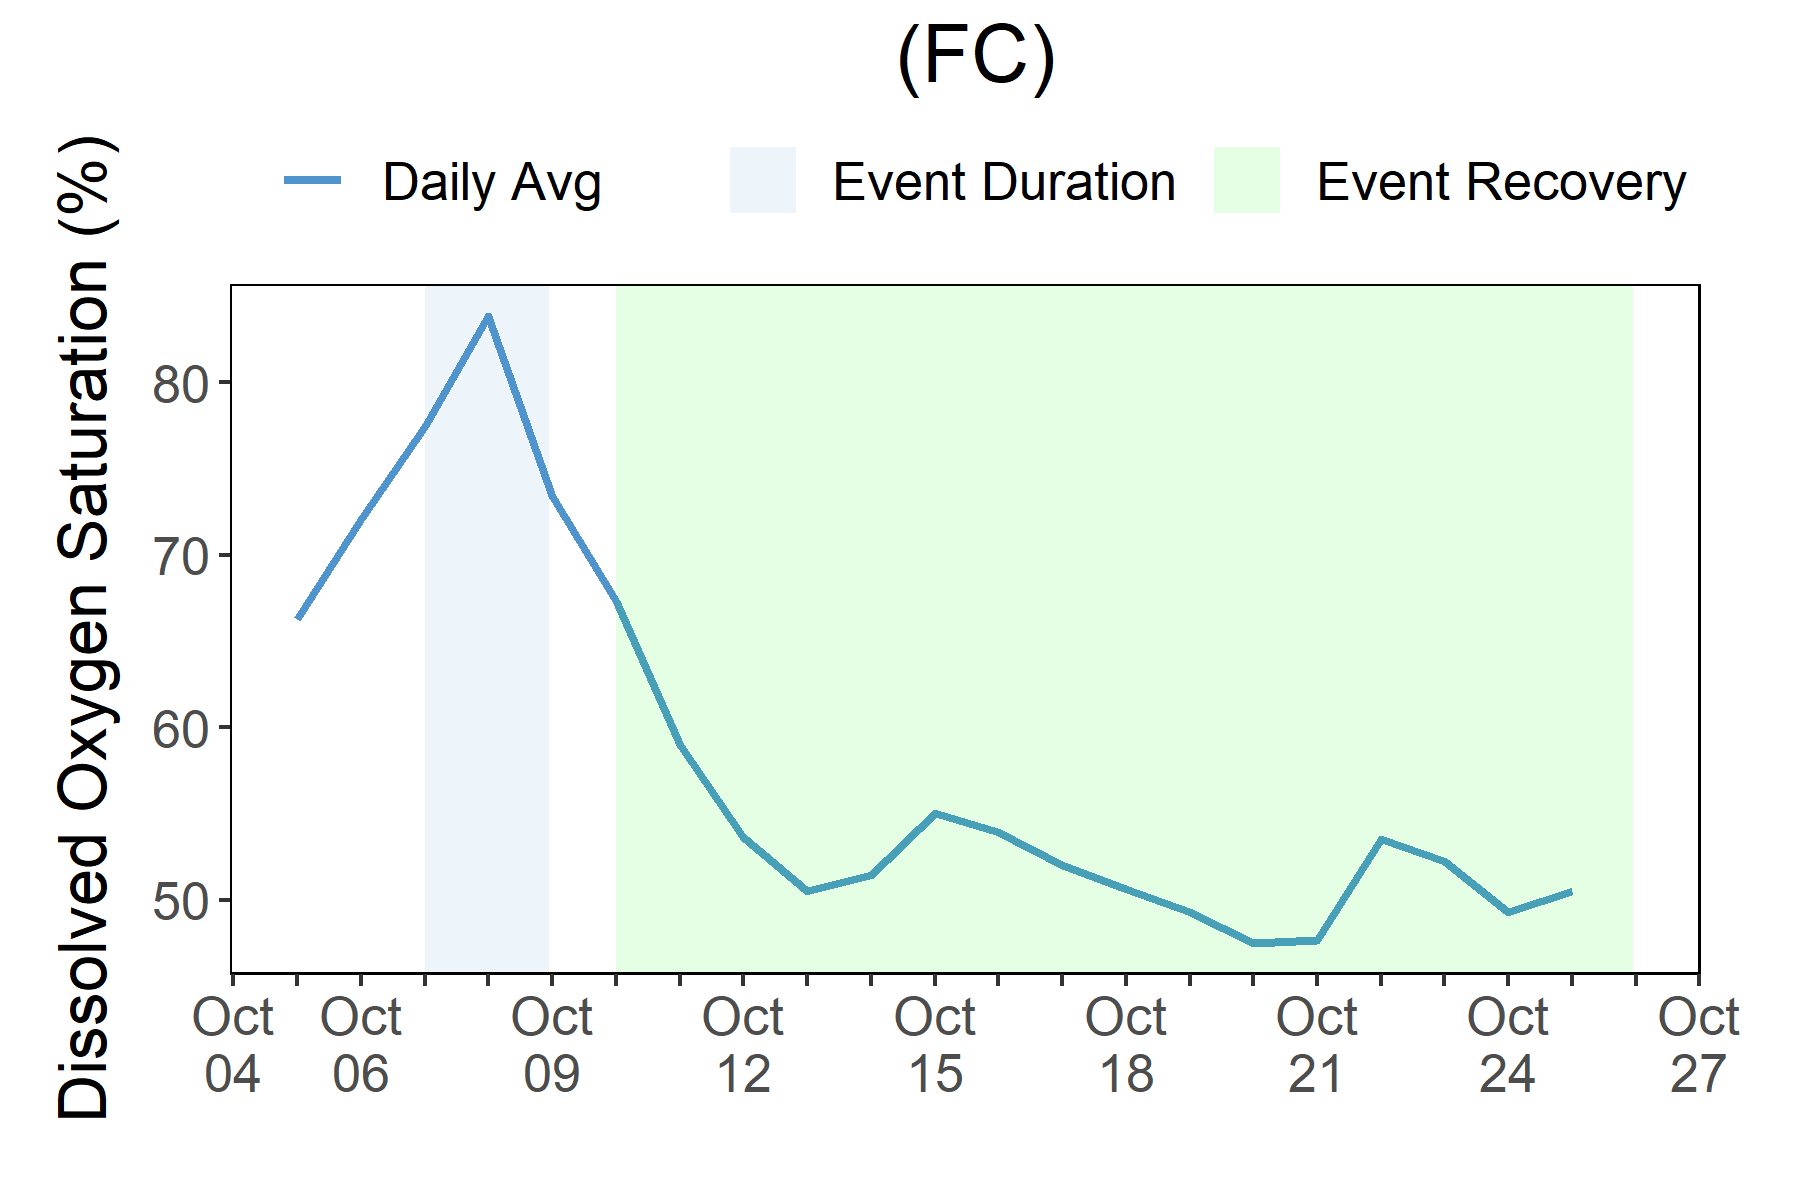 (FC)
Daily Avg
Event Duration
Event Recovery
Dissolved Oxygen Saturation (%)
80
70
60
50
Oct 04
Oct 06
Oct 09
Oct 12
Oct 15
Oct 18
Oct 21
Oct 24
Oct 27